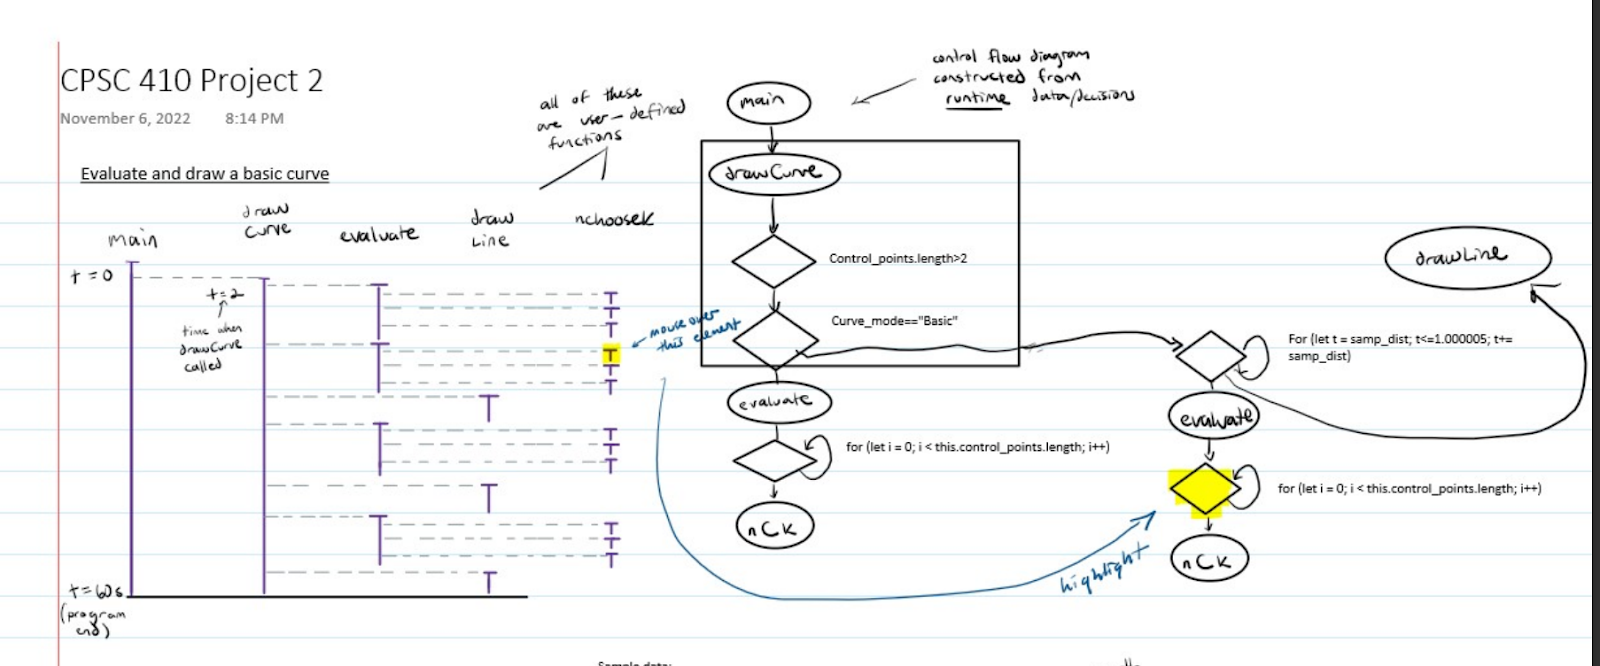 CPSC 410 Project 2
November 6, 2022 8:14 PM
Evaluate and draw a basic curve
all of these
are user-defined
functions
main
draw
curve
evaluate
draw
Line
nchoosek
t=0
t=2
time when
drawCurve
called
t=60s
(program
end)
mouse over
this element
control flow diagram
constructed from
runtime data/decisions
main
drawCurve
Control_points.length>2
Curve_mode=="Basic"
evaluate
for (let i = 0; i < this.control_points.length; i++)
nCk
drawLine
For (let t = samp_dist; t<=1.000005; t+=
samp_dist)
evaluate
for (let i = 0; i < this.control_points.length; i++)
nCk
highlight
Sample data: